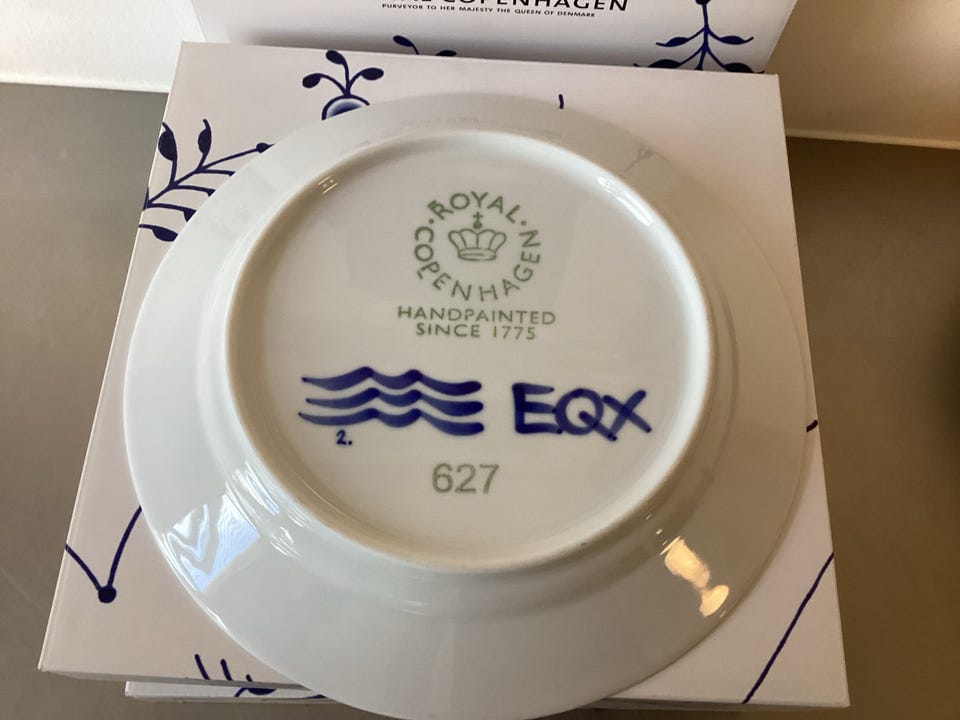 COPENHAGEN
PURVEYOR TO HER MAJESTY THE QUEEN OF DENMARK
ROYAL
COPENHAGEN
HANDPAINTED
SINCE 1775
2.
EQX
627